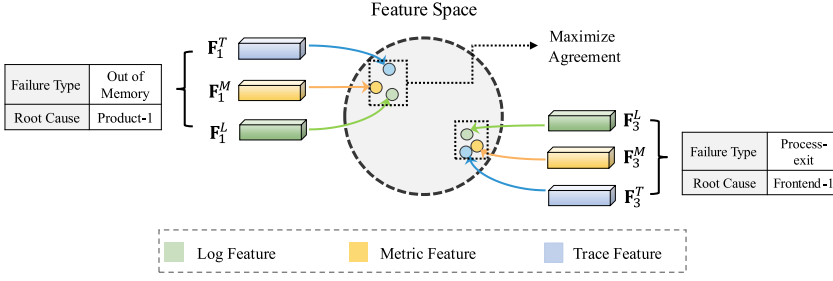 Feature Space
Maximize
Agreement
F₁ᵀ
F₁ᴹ
F₁ᴸ
Failure Type
Out of
Memory
Root Cause
Product-1
F₃ᴸ
F₃ᴹ
F₃ᵀ
Failure Type
Process-
exit
Root Cause
Frontend-1
Log Feature
Metric Feature
Trace Feature